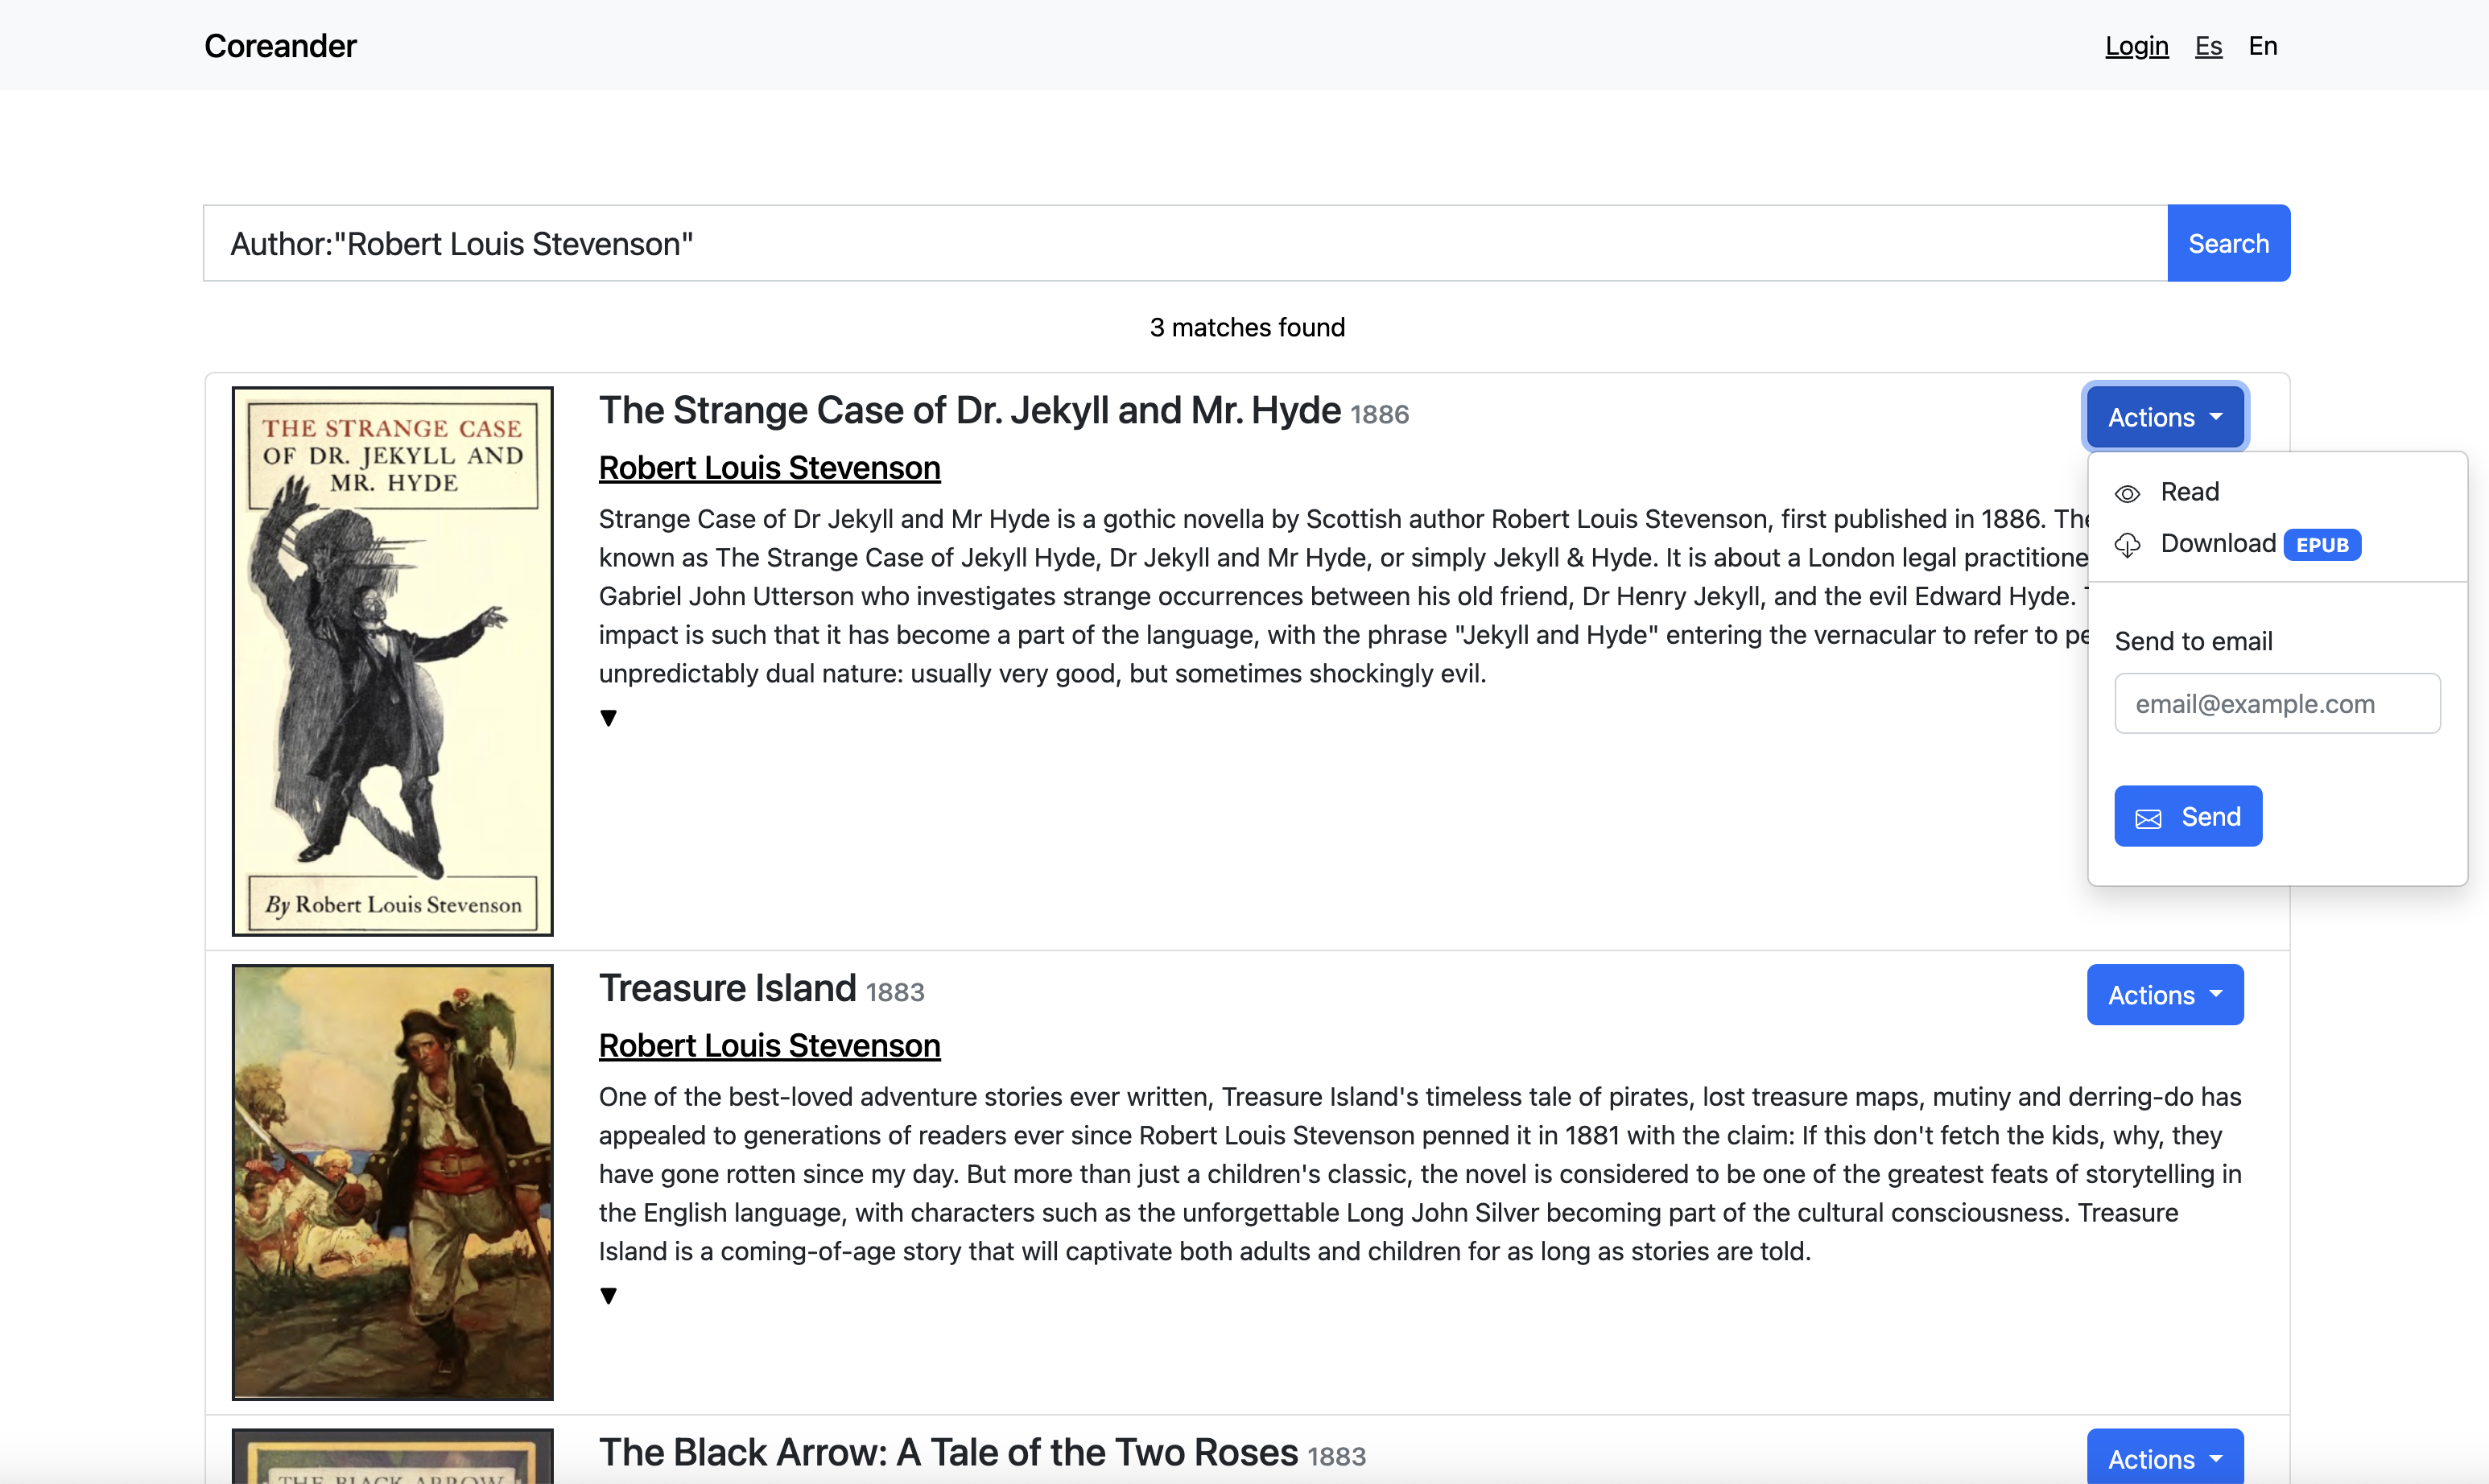 Coreander
Login Es En
Author:"Robert Louis Stevenson"
Search
3 matches found
THE STRANGE CASE
OF DR. JEKYLL AND
MR. HYDE
By Robert Louis Stevenson
The Strange Case of Dr. Jekyll and Mr. Hyde 1886
Robert Louis Stevenson
Strange Case of Dr Jekyll and Mr Hyde is a gothic novella by Scottish author Robert Louis Stevenson, first published in 1886. The
known as The Strange Case of Jekyll Hyde, Dr Jekyll and Mr Hyde, or simply Jekyll & Hyde. It is about a London legal practitione
Gabriel John Utterson who investigates strange occurrences between his old friend, Dr Henry Jekyll, and the evil Edward Hyde.
impact is such that it has become a part of the language, with the phrase "Jekyll and Hyde" entering the vernacular to refer to pe
unpredictably dual nature: usually very good, but sometimes shockingly evil.
Actions
Read
Download EPUB
Send to email
email@example.com
Send
Treasure Island 1883
Robert Louis Stevenson
One of the best-loved adventure stories ever written, Treasure Island's timeless tale of pirates, lost treasure maps, mutiny and derring-do has
appealed to generations of readers ever since Robert Louis Stevenson penned it in 1881 with the claim: If this don't fetch the kids, why, they
have gone rotten since my day. But more than just a children's classic, the novel is considered to be one of the greatest feats of storytelling in
the English language, with characters such as the unforgettable Long John Silver becoming part of the cultural consciousness. Treasure
Island is a coming-of-age story that will captivate both adults and children for as long as stories are told.
Actions
THE BLACK ARROW
The Black Arrow: A Tale of the Two Roses 1883
Actions